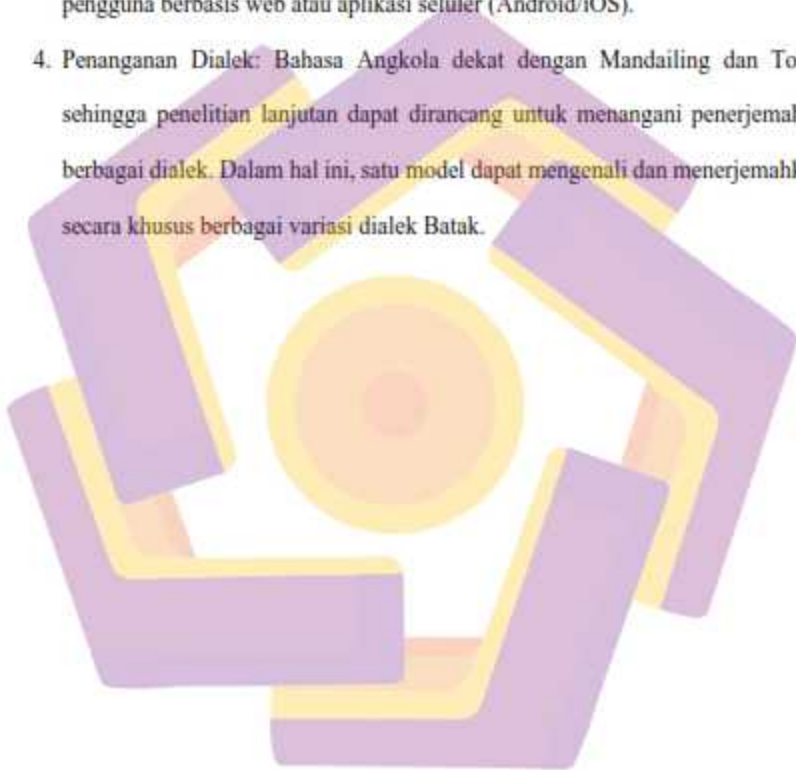 pengguna berbasis web atau aplikasi seluler (Android/iOS).
4. Penanganan Dialek: Bahasa Angkola dekat dengan Mandailing dan To
sehingga penelitian lanjutan dapat dirancang untuk menangani penerjemah
berbagai dialek. Dalam hal ini, satu model dapat mengenali dan menerjemahk
secara khusus berbagai variasi dialek Batak.